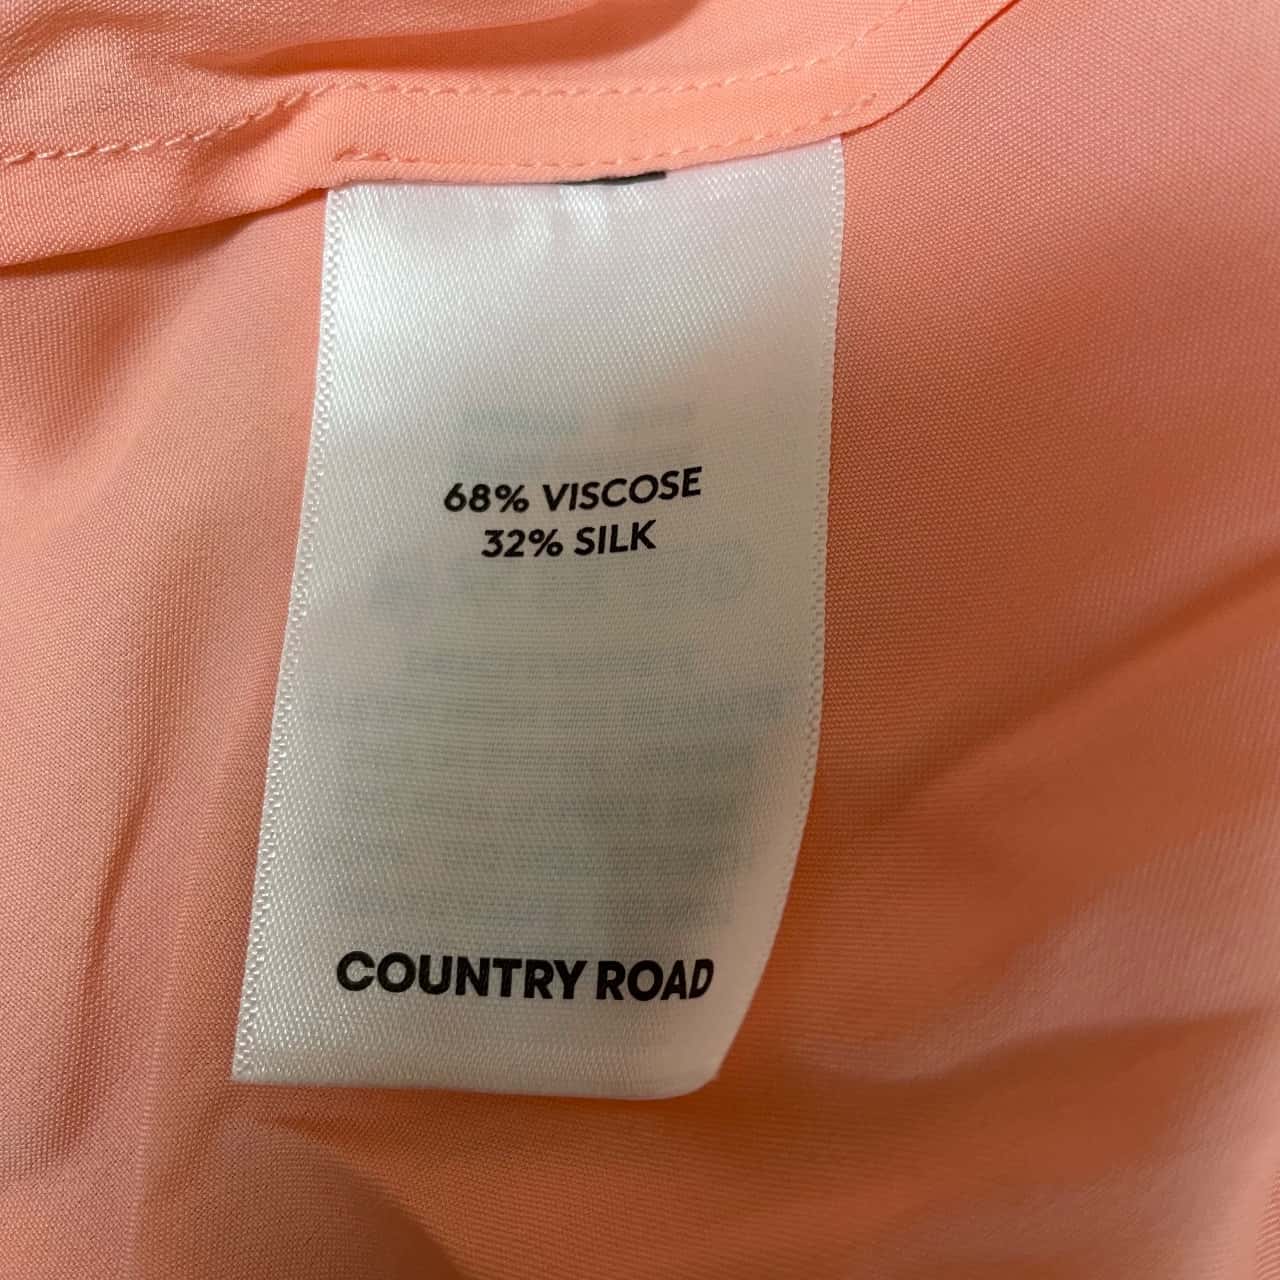 68% VISCOSE
32% SILK
COUNTRY ROAD